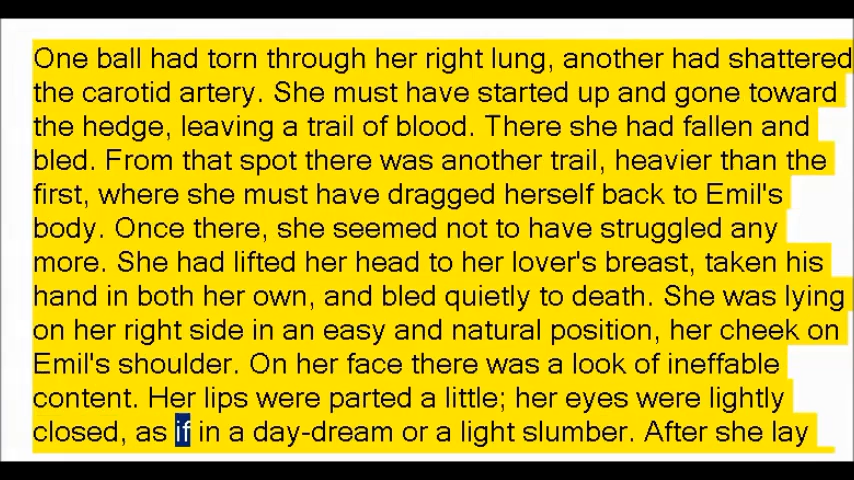 One ball had torn through her right lung, another had shattered
the carotid artery. She must have started up and gone toward
the hedge, leaving a trail of blood. There she had fallen and
bled. From that spot there was another trail, heavier than the
first, where she must have dragged herself back to Emil's
body. Once there, she seemed not to have struggled any
more. She had lifted her head to her lover's breast, taken his
hand in both her own, and bled quietly to death. She was lying
on her right side in an easy and natural position, her cheek on
Emil's shoulder. On her face there was a look of ineffable
content. Her lips were parted a little; her eyes were lightly
closed, as if in a day-dream or a light slumber. After she lay